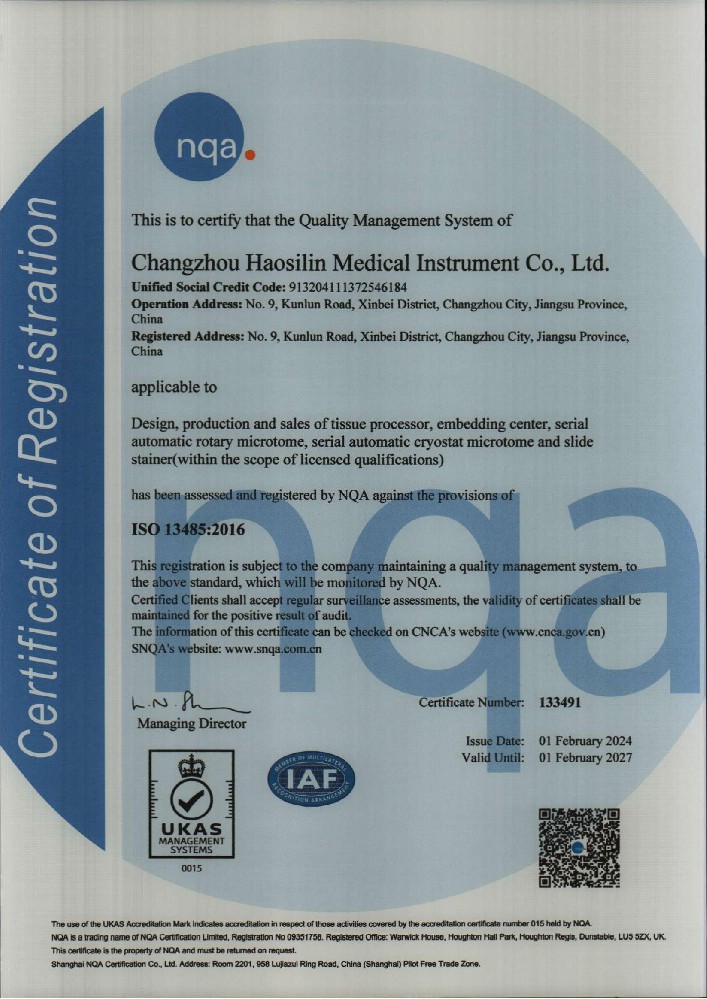 nqa.
Certificate of Registration
This is to certify that the Quality Management System of
Changzhou Haosilin Medical Instrument Co., Ltd.
Unified Social Credit Code: 913204111372546184
Operation Address: No. 9, Kunlun Road, Xinbei District, Changzhou City, Jiangsu Province,
China
Registered Address: No. 9, Kunlun Road, Xinbei District, Changzhou City, Jiangsu Province,
China
applicable to
Design, production and sales of tissue processor, embedding center, serial
automatic rotary microtome, serial automatic cryostat microtome and slide
stainer(within the scope of licensed qualifications)
has been assessed and registered by NQA against the provisions of
ISO 13485:2016
This registration is subject to the company maintaining a quality management system, to
the above standard, which will be monitored by NQA.
Certified Clients shall accept regular surveillance assessments, the validity of certificates shall be
maintained for the positive result of audit.
The information of this certificate can be checked on CNCA's website (www.cnca.gov.cn)
SNQA's website: www.snqa.com.cn
nqa
Managing Director
Certificate Number: 133491
Issue Date: 01 February 2024
Valid Until: 01 February 2027
UKAS
MANAGEMENT
SYSTEMS
0015
MEMBER OF MULTILATERAL
IAF
RECOGNITION ARRANGEMENT
The use of the UKAS Accreditation Mark indicates accreditation in respect of those activities covered by the accreditation certificate number 015 held by NQA.
NQA is a trading name of NQA Certification Limited, Registration No 09351758. Registered Office: Warwick House, Houghton Hall Park, Houghton Regis, Dunstable, LU5 5ZX, UK.
This certificate is the property of NQA and must be returned on request.
Shanghai NQA Certification Co., Ltd. Address: Room 2201, 958 Lujiazui Ring Road, China (Shanghai) Pilot Free Trade Zone.